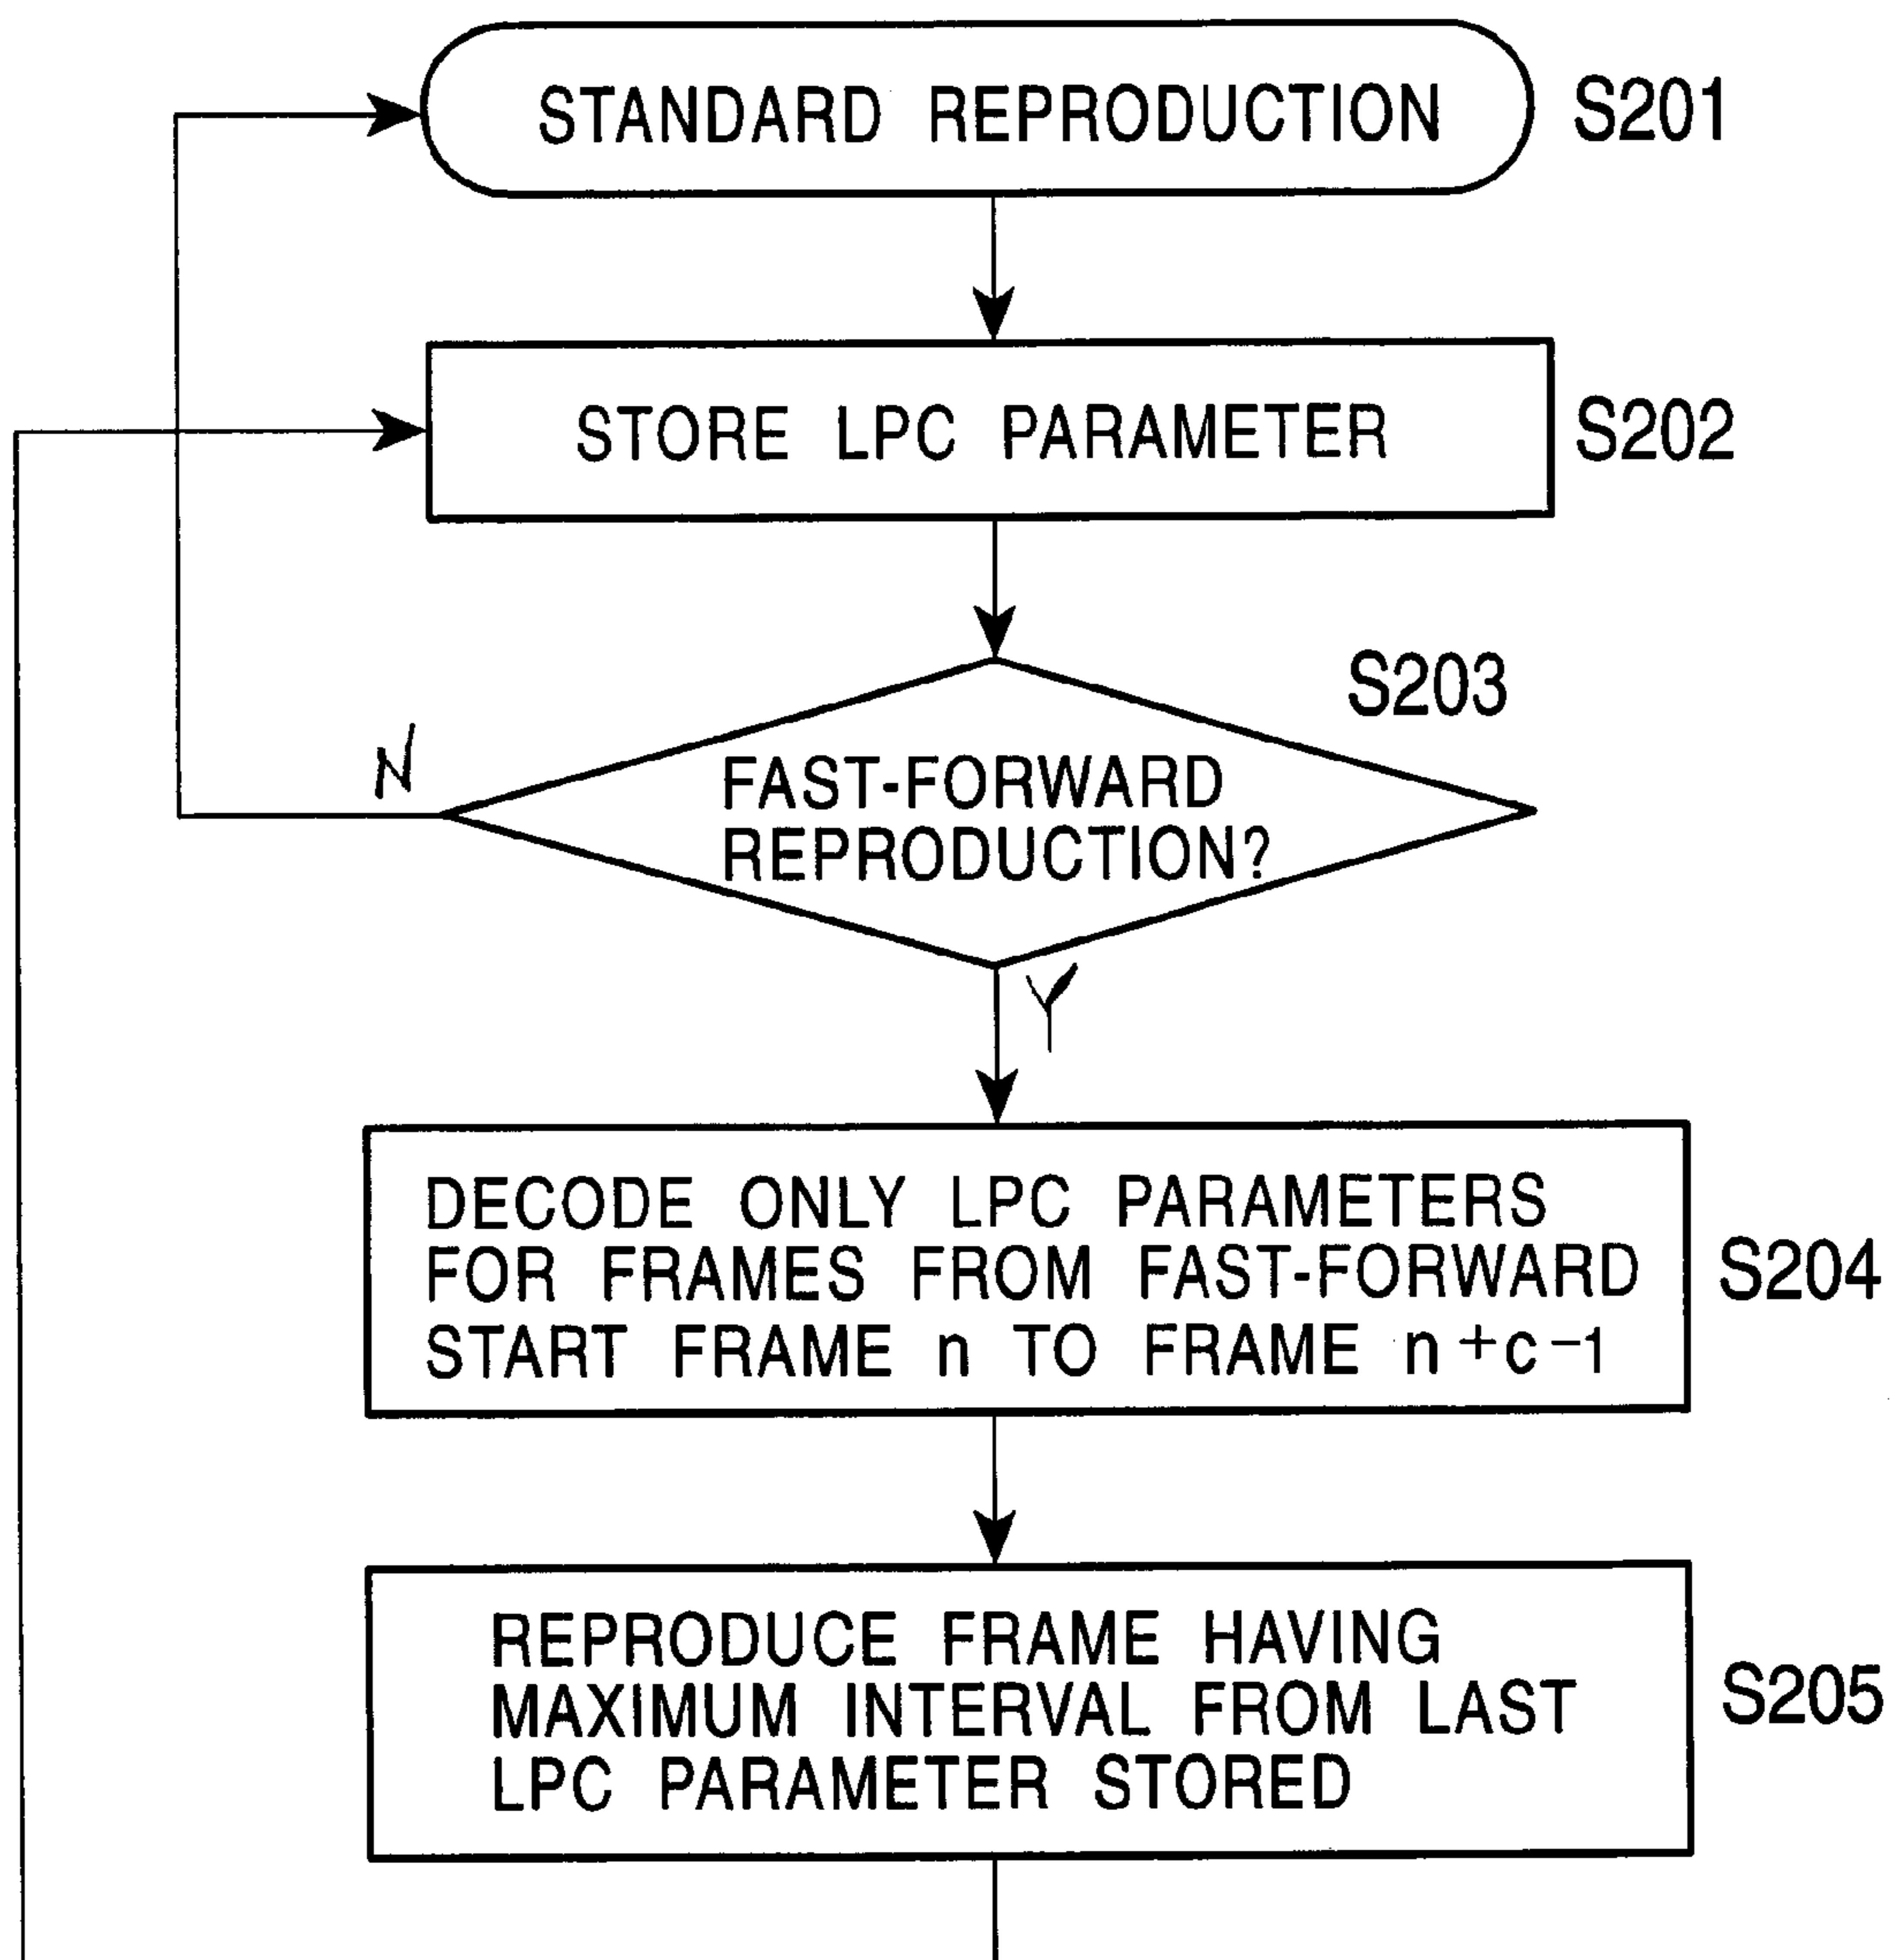 STANDARD REPRODUCTION S201
STORE LPC PARAMETER S202
S203
N
FAST-FORWARD
REPRODUCTION?
Y
DECODE ONLY LPC PARAMETERS
FOR FRAMES FROM FAST-FORWARD
START FRAME n TO FRAME n+c-1
S204
REPRODUCE FRAME HAVING
MAXIMUM INTERVAL FROM LAST
LPC PARAMETER STORED
S205